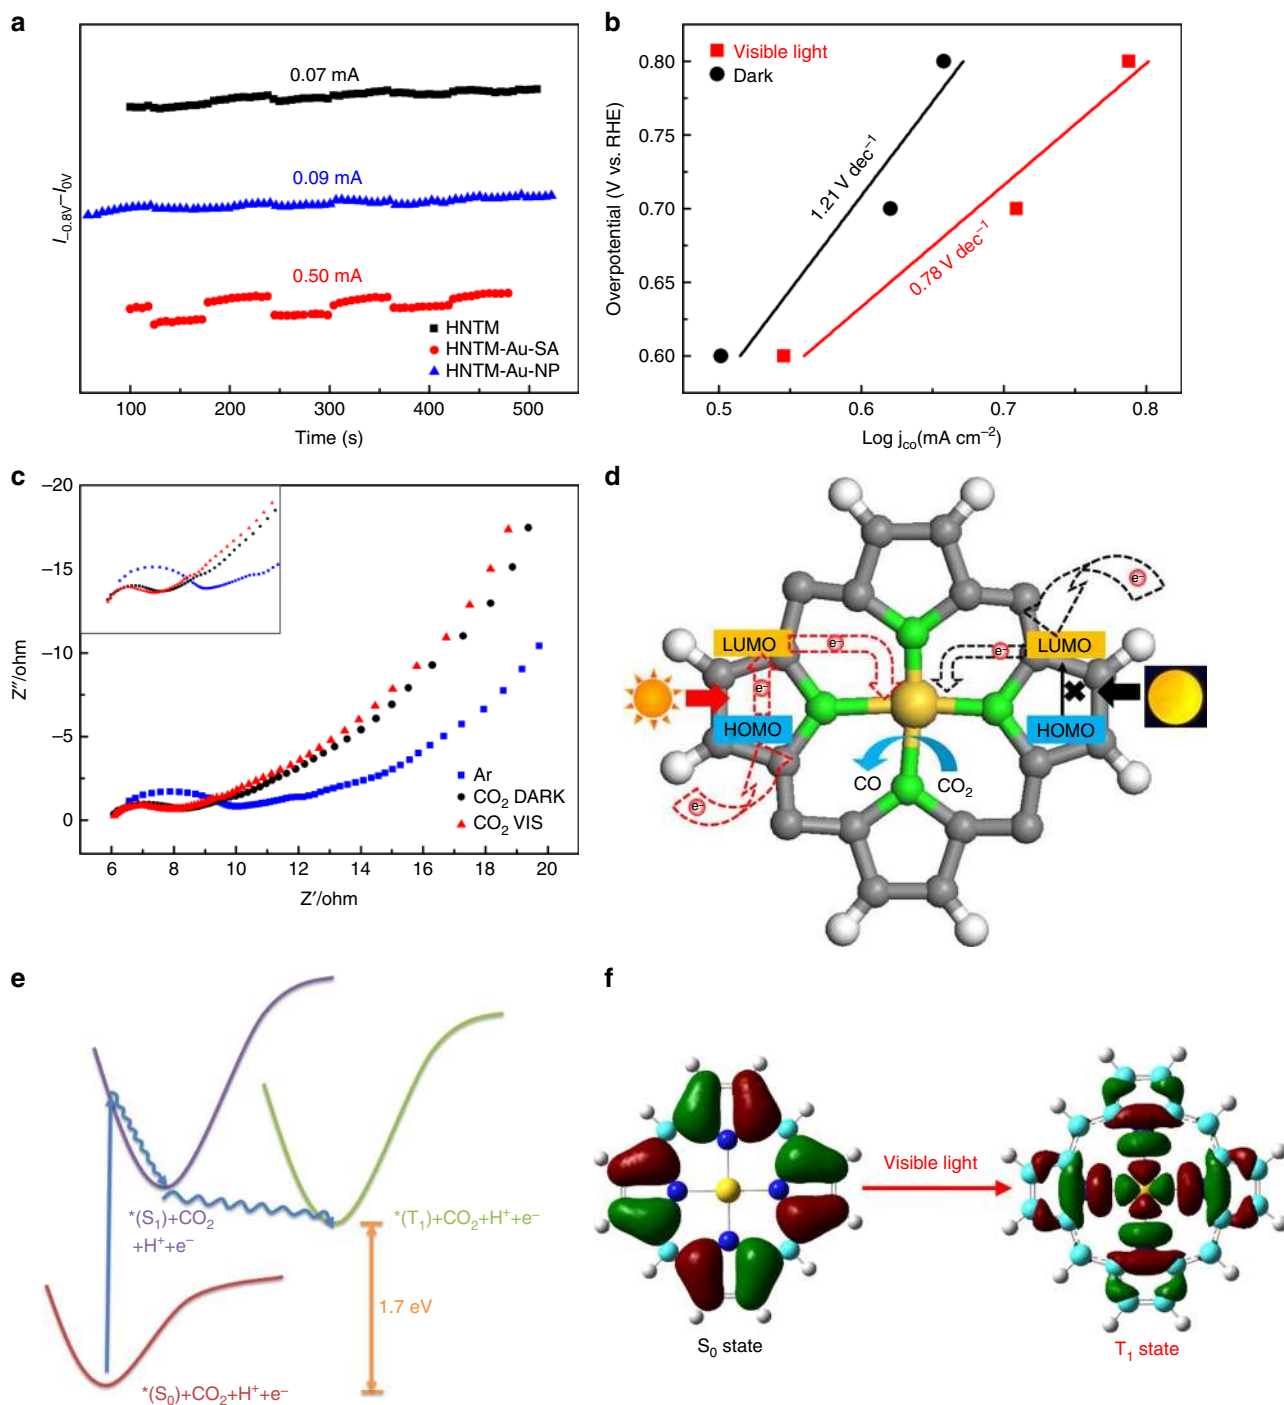 a
0.07 mA
0.09 mA
0.50 mA
HNTM
HNTM-Au-SA
HNTM-Au-NP
I–0.8V–I0V
100 200 300 400 500
Time (s)
b
Visible light
Dark
1.21 V dec–1
0.78 V dec–1
0.80
0.75
0.70
0.65
0.60
Overpotential (V vs. RHE)
0.5 0.6 0.7 0.8
Log jco(mA cm–2)
c
–20
–15
–10
–5
0
Z″/ohm
Ar
CO2 DARK
CO2 VIS
6 8 10 12 14 16 18 20
Z′/ohm
d
e–
LUMO e– e– LUMO
e–
HOMO HOMO
CO CO2
e–
e
*(S1)+CO2
+H++e–
*(T1)+CO2+H++e–
1.7 eV
*(S0)+CO2+H++e–
f
Visible light
S0 state
T1 state